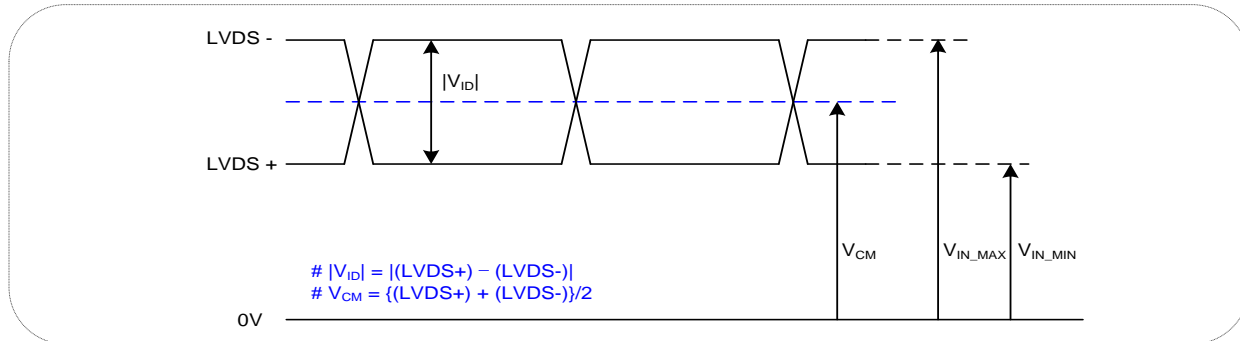 LVDS -
|VID|
LVDS +
VCM
VIN_MAX
VIN_MIN
# |VID| = |(LVDS+) − (LVDS-)|
# VCM = {(LVDS+) + (LVDS-)}/2
0V